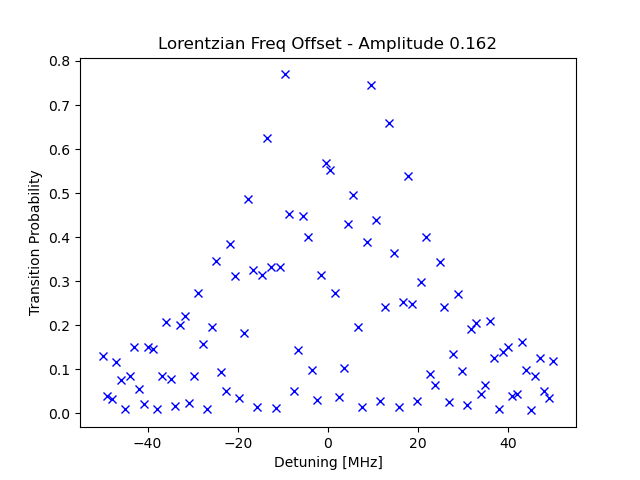 Lorentzian Freq Offset - Amplitude 0.162
0.8
0.7
0.6
0.5
0.4
0.3
0.2
0.1
0.0
Transition Probability
−40 −20 0 20 40
Detuning [MHz]